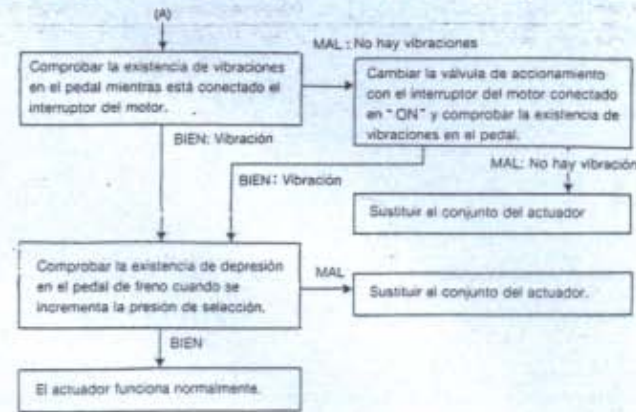 (A)
MAL : No hay vibraciones
Comprobar la existencia de vibraciones
en el pedal mientras está conectado el
interruptor del motor.
Cambiar la válvula de accionamiento
con el interruptor del motor conectado
en "ON" y comprobar la existencia de
vibraciones en el pedal.
BIEN: Vibración
MAL: No hay vibración
BIEN: Vibración
Sustituir el conjunto del actuador
Comprobar la existencia de depresión
en el pedal de freno cuando se
incrementa la presión de selección.
MAL
Sustituir el conjunto del actuador.
BIEN
El actuador funciona normalmente.